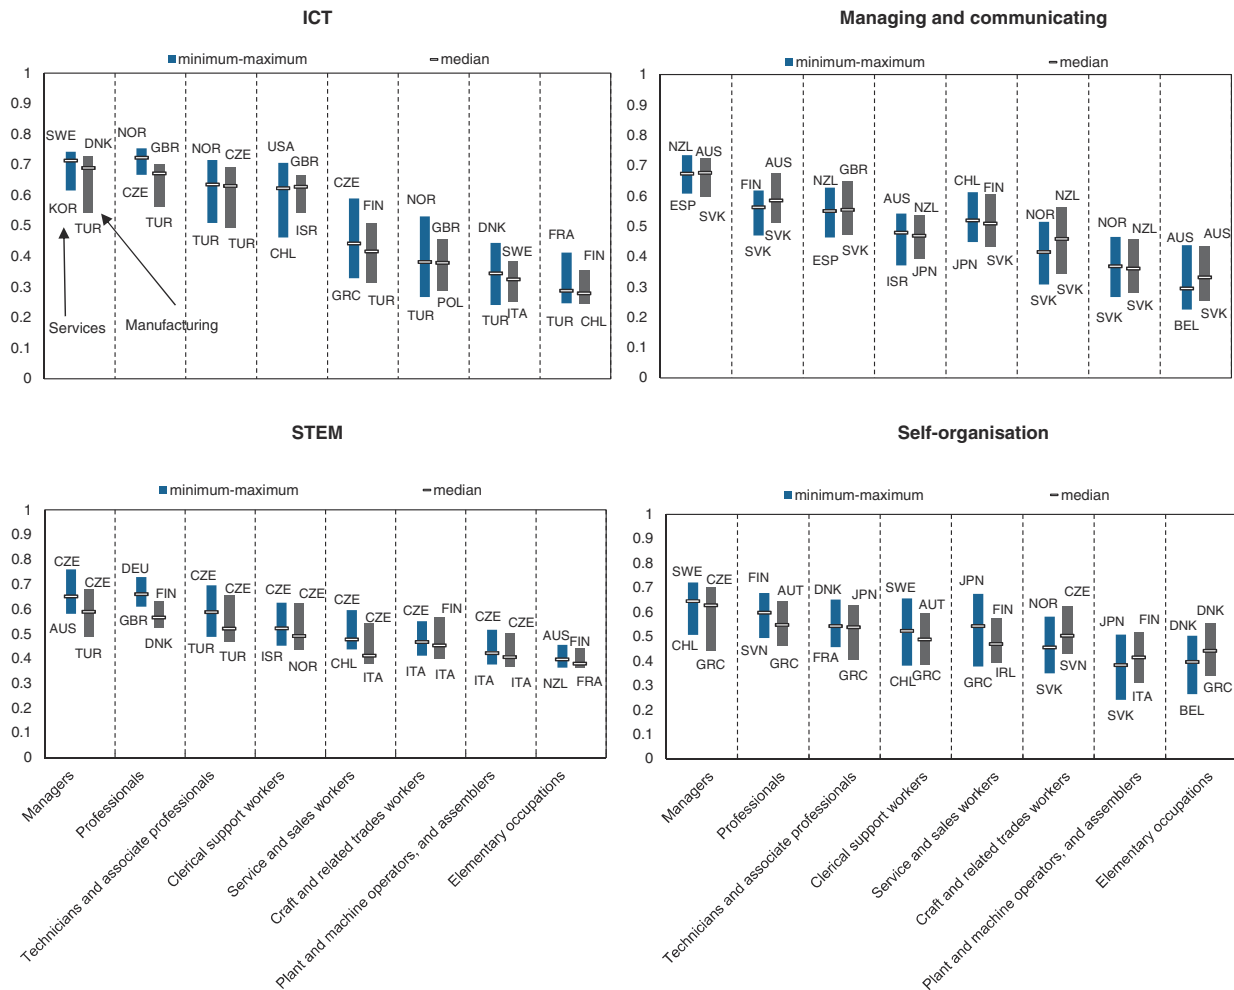 ICT
minimum-maximum median
1
0.9
0.8
0.7
0.6
0.5
0.4
0.3
0.2
0.1
0
SWE DNK
KOR TUR
NOR GBR
CZE TUR
NOR CZE
TUR TUR
USA GBR
CHL ISR
CZE FIN
GRC TUR
NOR GBR
TUR POL
DNK SWE
TUR ITA
FRA FIN
TUR CHL
Services
Manufacturing
Managing and communicating
minimum-maximum median
1
0.9
0.8
0.7
0.6
0.5
0.4
0.3
0.2
0.1
0
NZL AUS
ESP SVK
FIN AUS
SVK SVK
NZL GBR
ESP SVK
AUS NZL
ISR JPN
CHL FIN
JPN SVK
NOR NZL
SVK SVK
NOR NZL
SVK SVK
AUS AUS
BEL SVK
STEM
minimum-maximum median
1
0.9
0.8
0.7
0.6
0.5
0.4
0.3
0.2
0.1
0
CZE CZE
AUS TUR
DEU FIN
GBR DNK
CZE CZE
TUR TUR
CZE CZE
ISR NOR
CZE CZE
CHL ITA
CZE FIN
ITA ITA
CZE CZE
ITA ITA
AUS FIN
NZL FRA
Managers
Professionals
Technicians and associate professionals
Clerical support workers
Service and sales workers
Craft and related trades workers
Plant and machine operators, and assemblers
Elementary occupations
Self-organisation
minimum-maximum median
1
0.9
0.8
0.7
0.6
0.5
0.4
0.3
0.2
0.1
0
SWE CZE
CHL GRC
FIN AUT
SVN GRC
DNK JPN
FRA GRC
SWE AUT
CHL GRC
JPN FIN
GRC IRL
NOR CZE
SVK SVN
JPN FIN
SVK ITA
DNK DNK
BEL GRC
Managers
Professionals
Technicians and associate professionals
Clerical support workers
Service and sales workers
Craft and related trades workers
Plant and machine operators, and assemblers
Elementary occupations